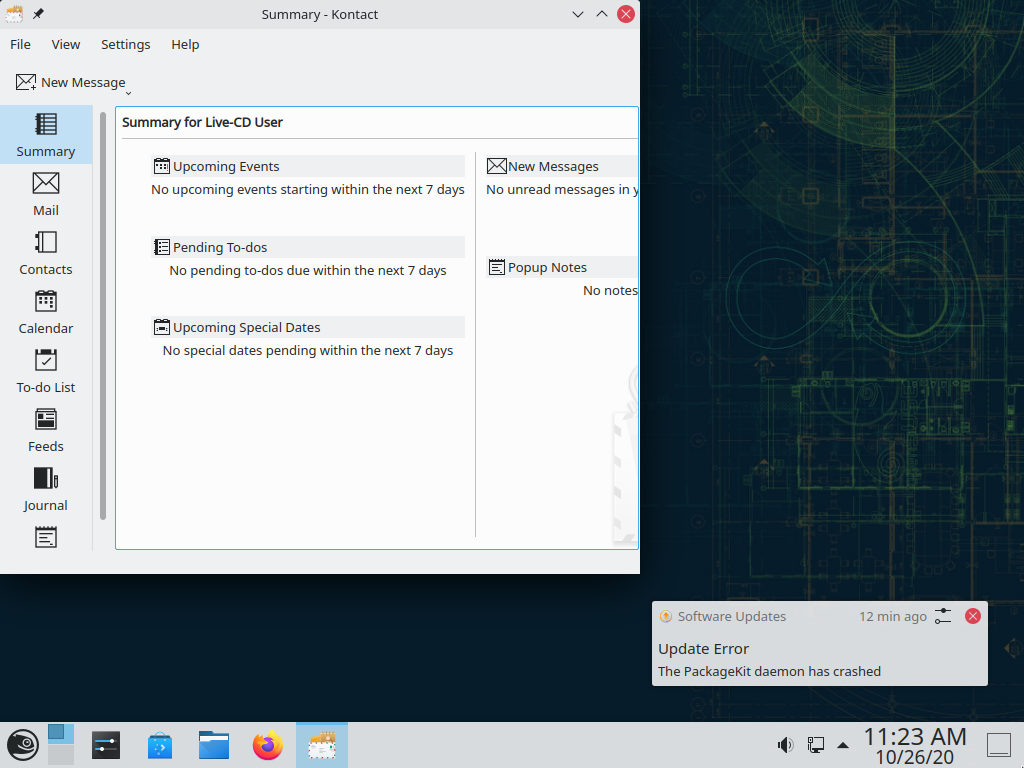 Summary - Kontact
File View Settings Help
New Message
Summary for Live-CD User
Summary
Mail
Contacts
Calendar
To-do List
Feeds
Journal
Upcoming Events
No upcoming events starting within the next 7 days
Pending To-dos
No pending to-dos due within the next 7 days
Upcoming Special Dates
No special dates pending within the next 7 days
New Messages
No unread messages in y
Popup Notes
No notes
Software Updates 12 min ago
Update Error
The PackageKit daemon has crashed
11:23 AM
10/26/20